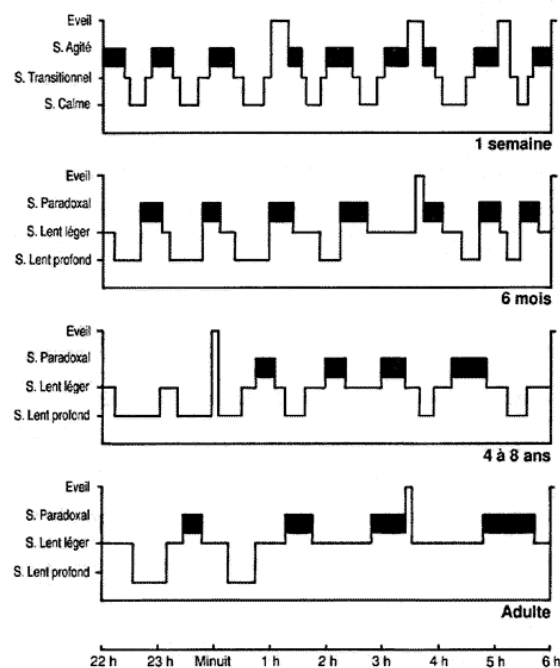 Eveil
S. Agité
S. Transitionnel
S. Calme
1 semaine
Eveil
S. Paradoxal
S. Lent léger
S. Lent profond
6 mois
Eveil
S. Paradoxal
S. Lent léger
S. Lent profond
4 à 8 ans
Eveil
S. Paradoxal
S. Lent léger
S. Lent profond
Adulte
22 h 23 h Minuit 1 h 2 h 3 h 4 h 5 h 6 h